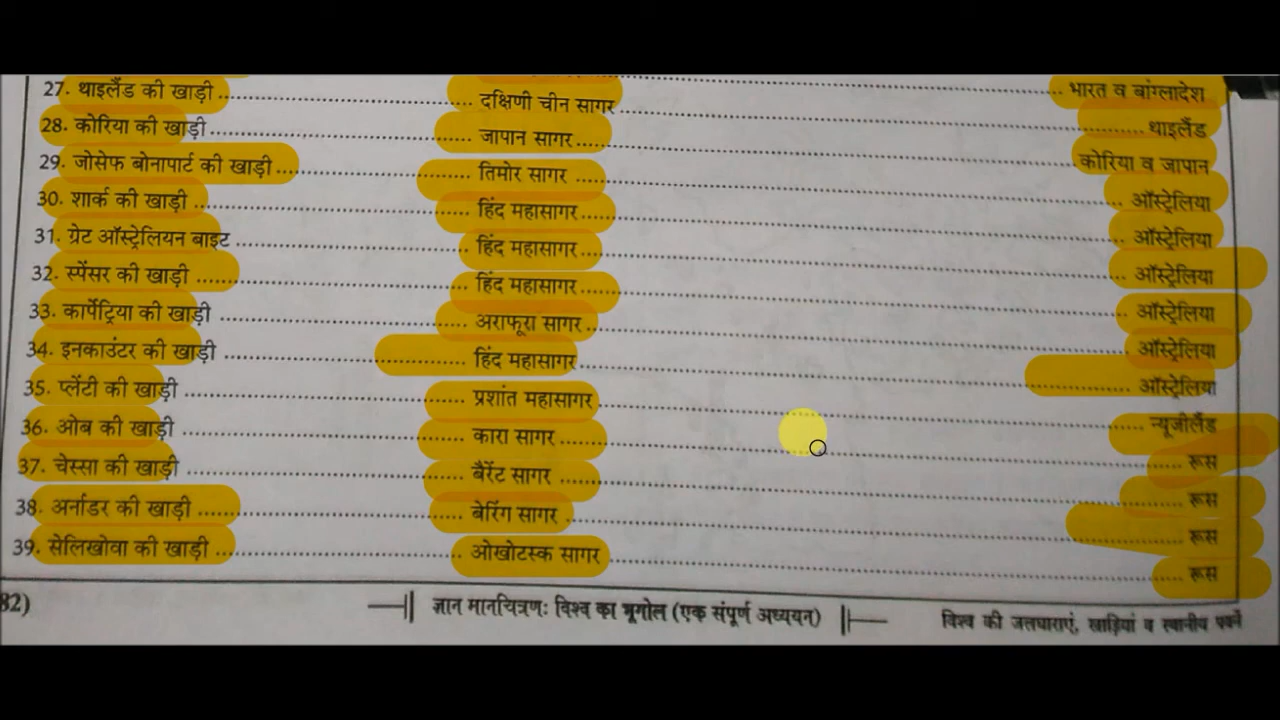 भारत व बांग्लादेश
27. थाइलैंड की खाड़ी ........ दक्षिणी चीन सागर ........ थाइलैंड
28. कोरिया की खाड़ी ........ जापान सागर ........ कोरिया व जापान
29. जोसेफ बोनापार्ट की खाड़ी ........ तिमोर सागर ........ ऑस्ट्रेलिया
30. शार्क की खाड़ी ........ हिंद महासागर ........ ऑस्ट्रेलिया
31. ग्रेट ऑस्ट्रेलियन बाइट ........ हिंद महासागर ........ ऑस्ट्रेलिया
32. स्पेंसर की खाड़ी ........ हिंद महासागर ........ ऑस्ट्रेलिया
33. कार्पेंट्रिया की खाड़ी ........ अराफूरा सागर ........ ऑस्ट्रेलिया
34. इनकाउंटर की खाड़ी ........ हिंद महासागर ........ ऑस्ट्रेलिया
35. प्लेंटी की खाड़ी ........ प्रशांत महासागर ........ न्यूजीलैंड
36. ओब की खाड़ी ........ कारा सागर ........ रूस
37. चेस्सा की खाड़ी ........ बैरेंट सागर ........ रूस
38. अर्नाडर की खाड़ी ........ बेरिंग सागर ........ रूस
39. सेलिखोवा की खाड़ी ........ ओखोटस्क सागर ........ रूस
82) ज्ञान मानचित्रण: विश्व का भूगोल (एक संपूर्ण अध्ययन) विश्व की जलधाराएं, खाड़ियां व स्थानीय पवनें